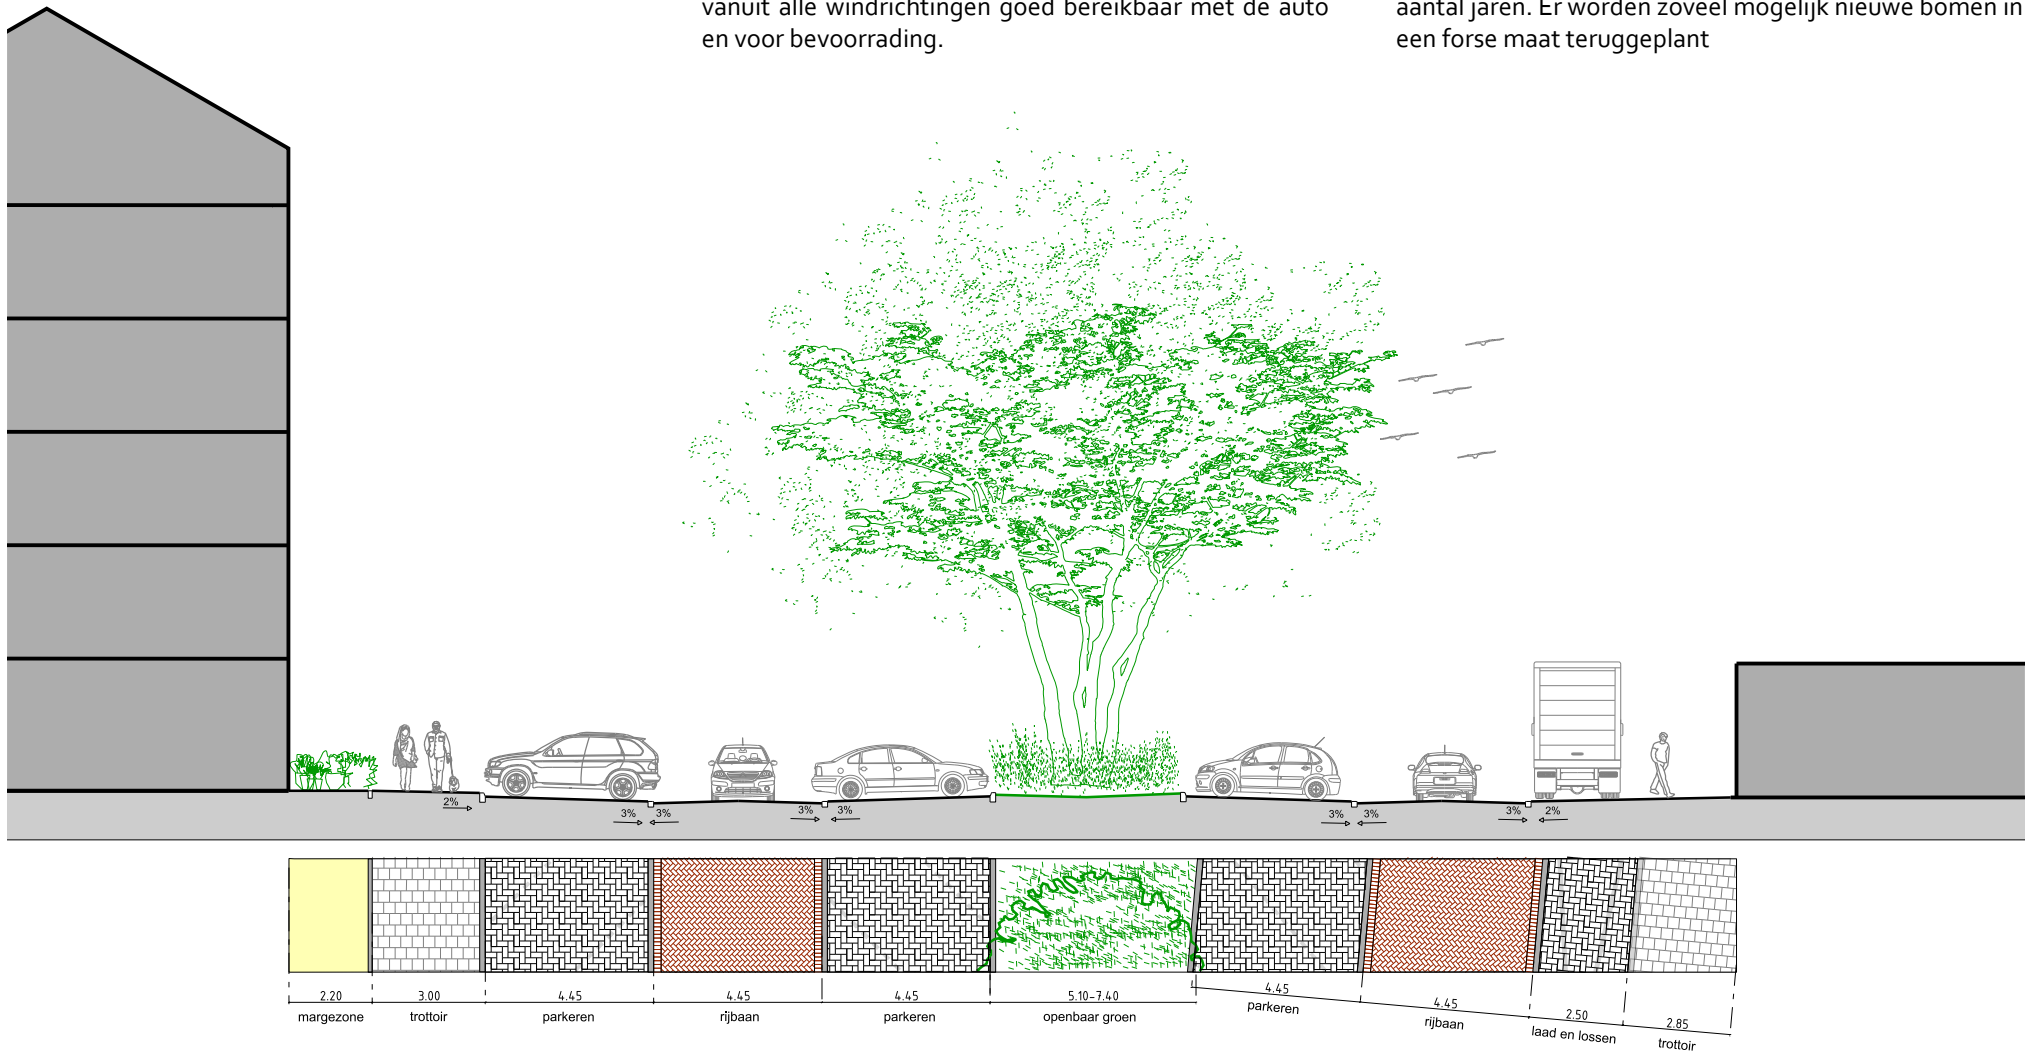 vanuit alle windrichtingen goed bereikbaar met de auto
en voor bevoorrading.
aantal jaren. Er worden zoveel mogelijk nieuwe bomen in
een forse maat teruggeplant
2%
3% 3%
3% 3%
3% 3%
3% 2%
2.20
margezone
3.00
trottoir
4.45
parkeren
4.45
rijbaan
4.45
parkeren
5.10-7.40
openbaar groen
4.45
parkeren
4.45
rijbaan
2.50
laad en lossen
2.85
trottoir